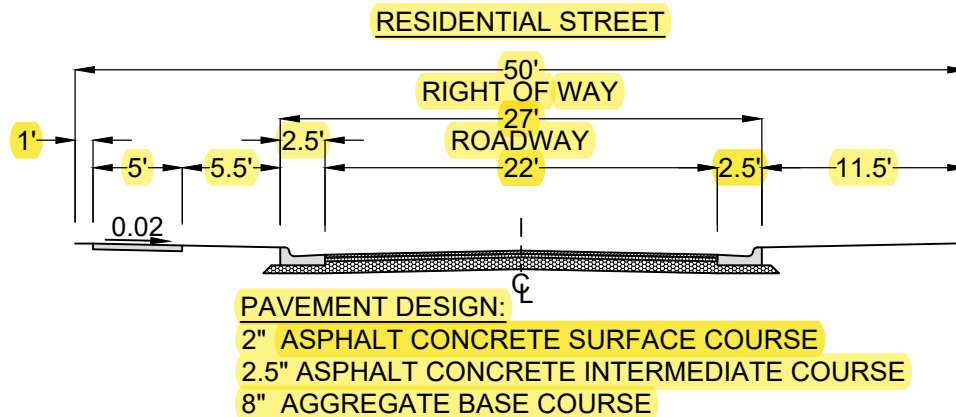 RESIDENTIAL STREET
50'
RIGHT OF WAY
27'
1'
2.5'
ROADWAY
5'
5.5'
22'
2.5'
11.5'
0.02
℄
PAVEMENT DESIGN:
2" ASPHALT CONCRETE SURFACE COURSE
2.5" ASPHALT CONCRETE INTERMEDIATE COURSE
8" AGGREGATE BASE COURSE